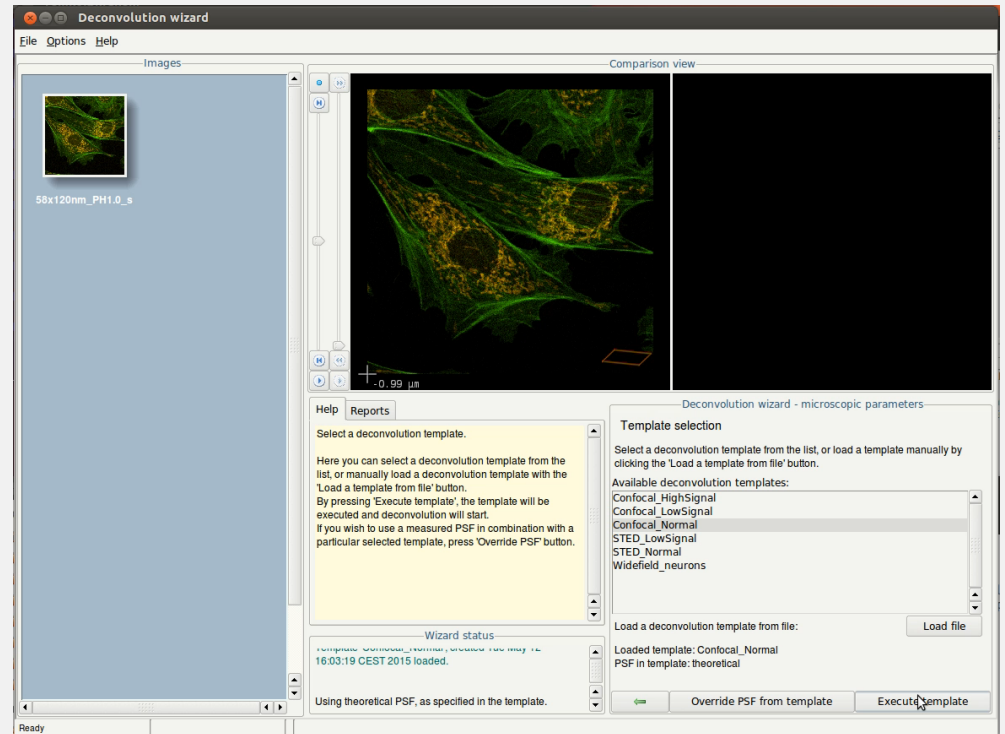 Deconvolution wizard
File Options Help
Images
58x120nm_PH1.0_s
Comparison view
-0.99 µm
Help Reports
Select a deconvolution template.
Here you can select a deconvolution template from the
list, or manually load a deconvolution template with the
'Load a template from file' button.
By pressing 'Execute template', the template will be
executed and deconvolution will start.
If you wish to use a measured PSF in combination with a
particular selected template, press 'Override PSF' button.
Wizard status
Template 'Confocal_Normal', created Tue May 12
16:03:19 CEST 2015 loaded.
Using theoretical PSF, as specified in the template.
Deconvolution wizard - microscopic parameters
Template selection
Select a deconvolution template from the list, or load a template manually by
clicking the 'Load a template from file' button.
Available deconvolution templates:
Confocal_HighSignal
Confocal_LowSignal
Confocal_Normal
STED_LowSignal
STED_Normal
Widefield_neurons
Load a deconvolution template from file:
Load file
Loaded template: Confocal_Normal
PSF in template: theoretical
Override PSF from template
Execute template
Ready